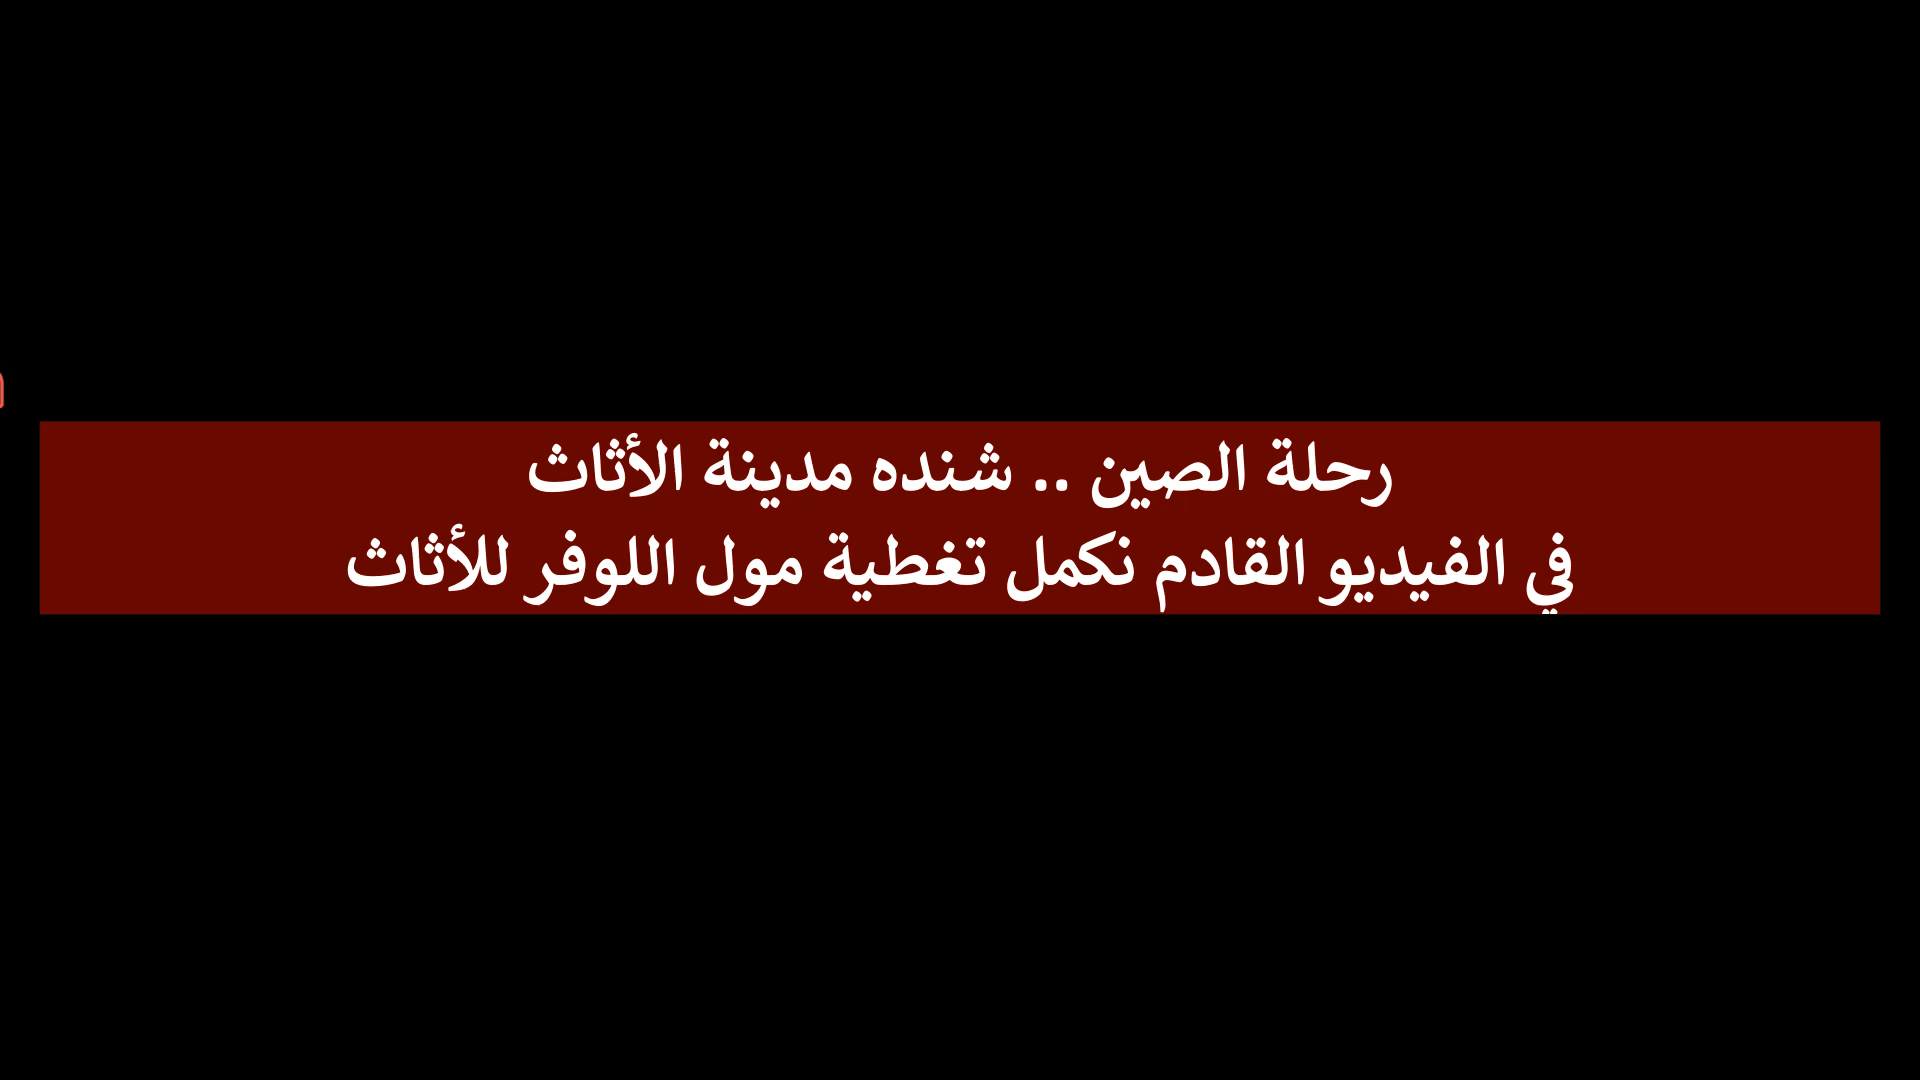 رحلة الصين .. شنده مدينة الأثاث
في الفيديو القادم نكمل تغطية مول اللوفر للأثاث